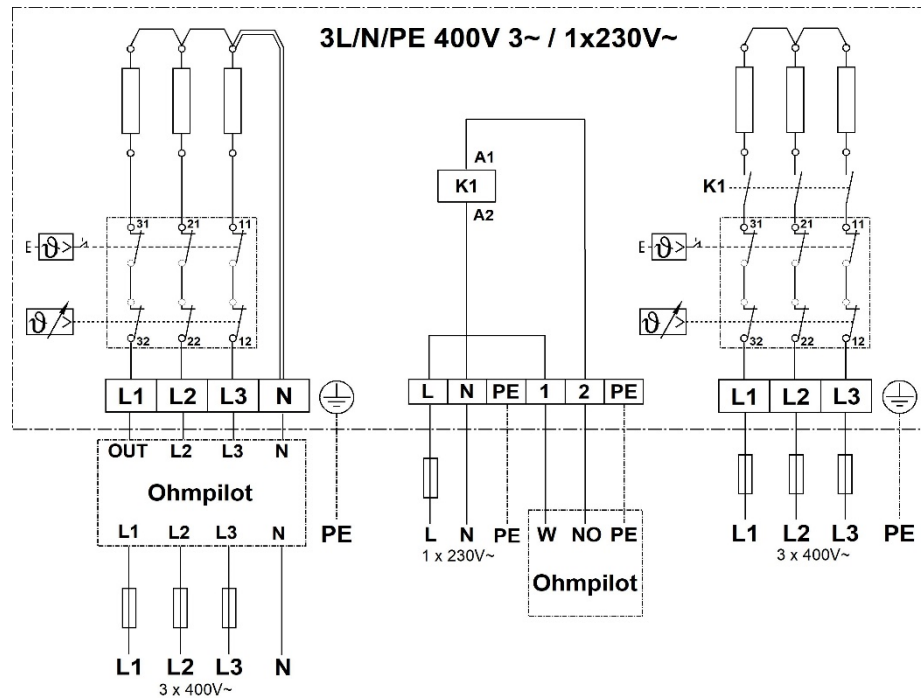 3L/N/PE 400V 3~ / 1x230V~
A1
K1
A2
K1
31 21 11
E ϑ >
ϑ >
32 22 12
31 21 11
E ϑ >
ϑ >
32 22 12
L1 L2 L3 N
L N PE 1 2 PE
L1 L2 L3
OUT L2 L3 N
Ohmpilot
L1 L2 L3 N
PE
L N PE
1 x 230V~
W NO PE
Ohmpilot
L1 L2 L3 PE
3 x 400V~
L1 L2 L3 N
3 x 400V~